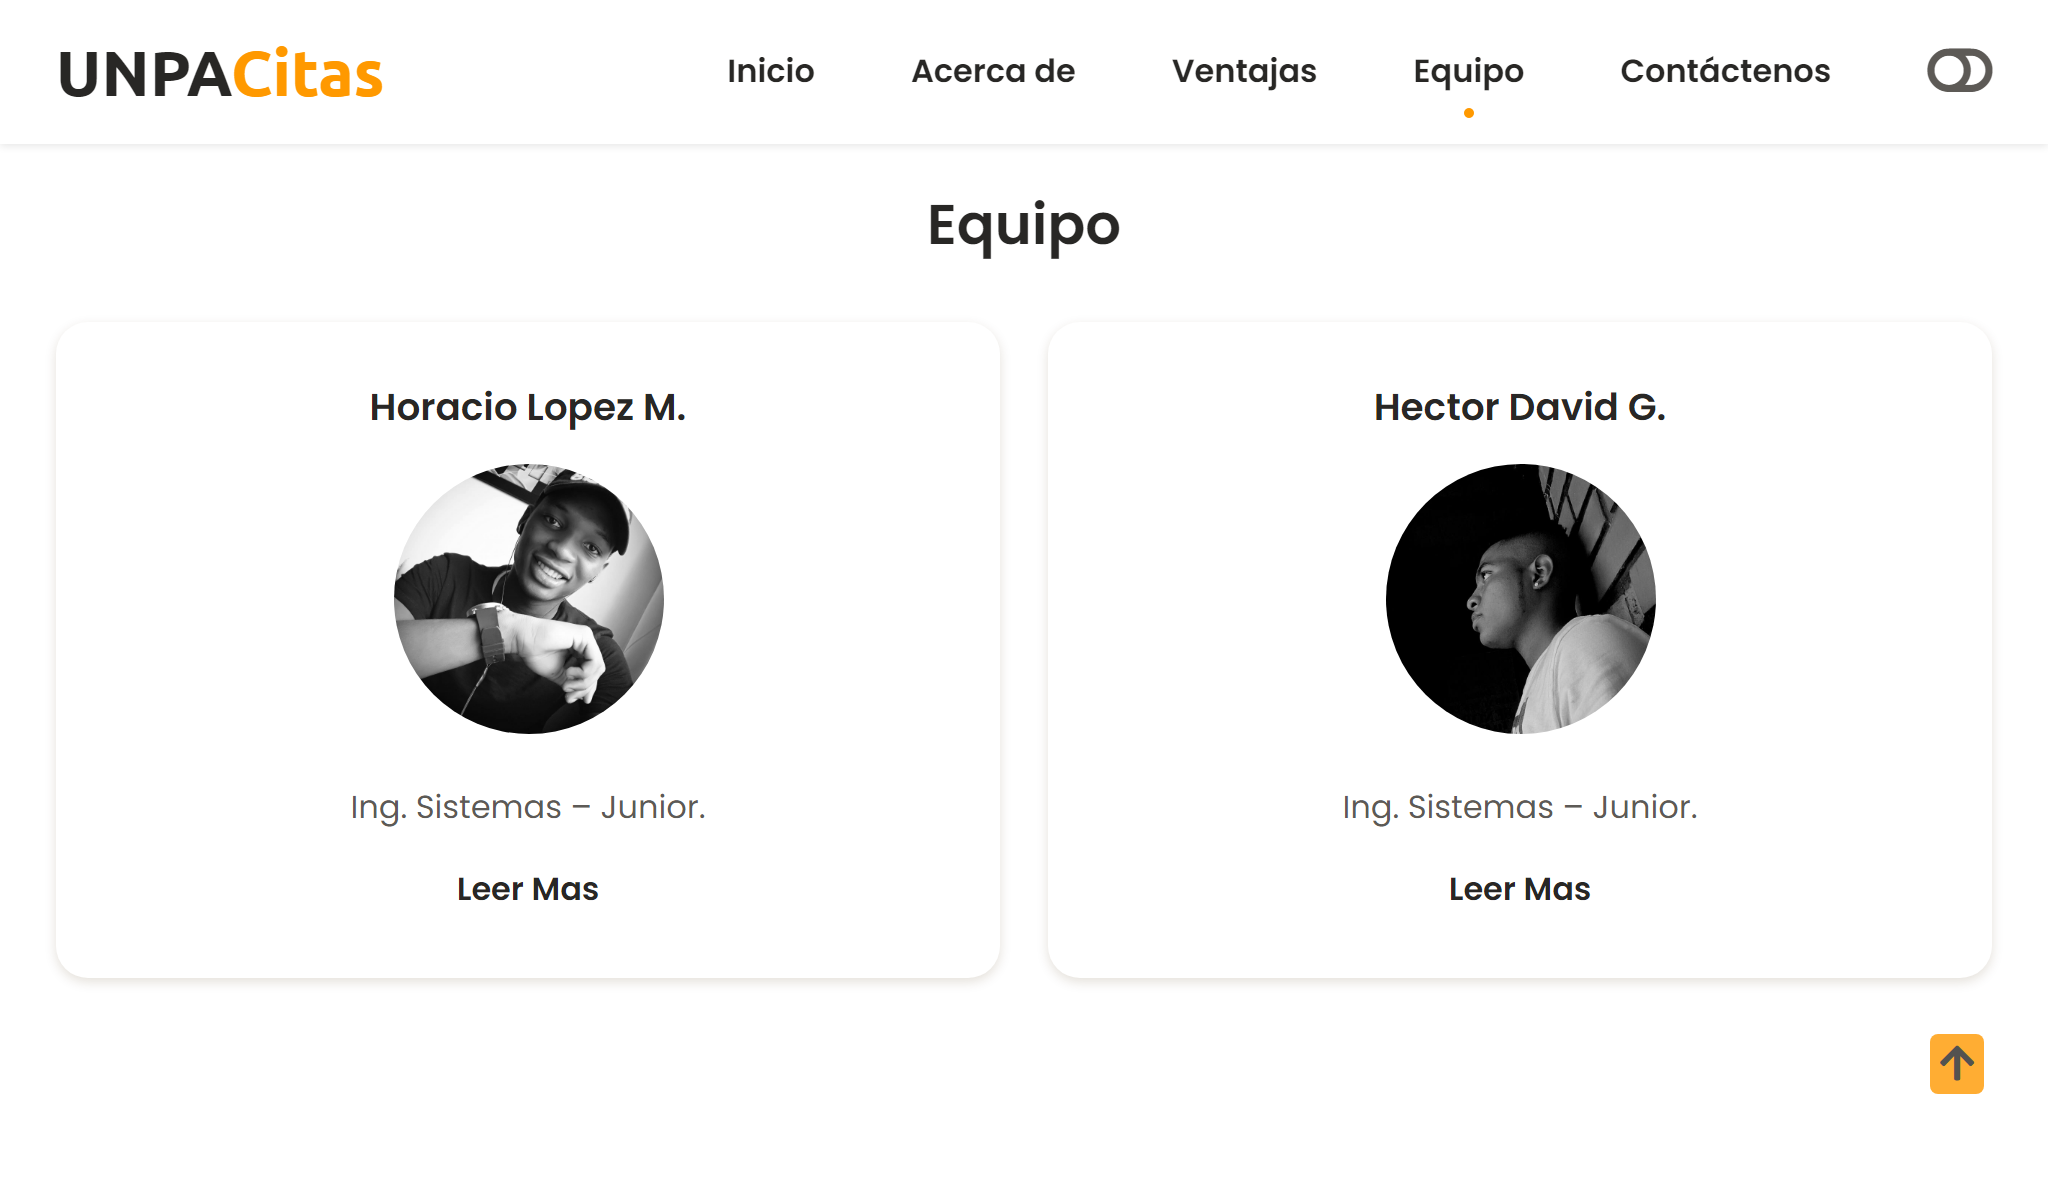 UNPACitas
Inicio
Acerca de
Ventajas
Equipo
Contáctenos
Equipo
Horacio Lopez M.
Ing. Sistemas – Junior.
Leer Mas
Hector David G.
Ing. Sistemas – Junior.
Leer Mas